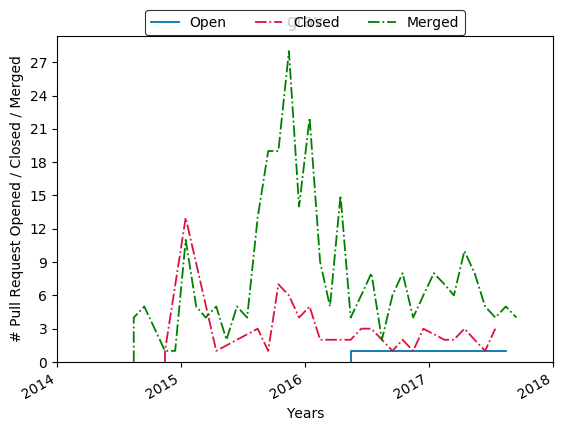 Open Closed Merged
# Pull Request Opened / Closed / Merged
27
24
21
18
15
12
9
6
3
0
2014 2015 2016 2017 2018
Years